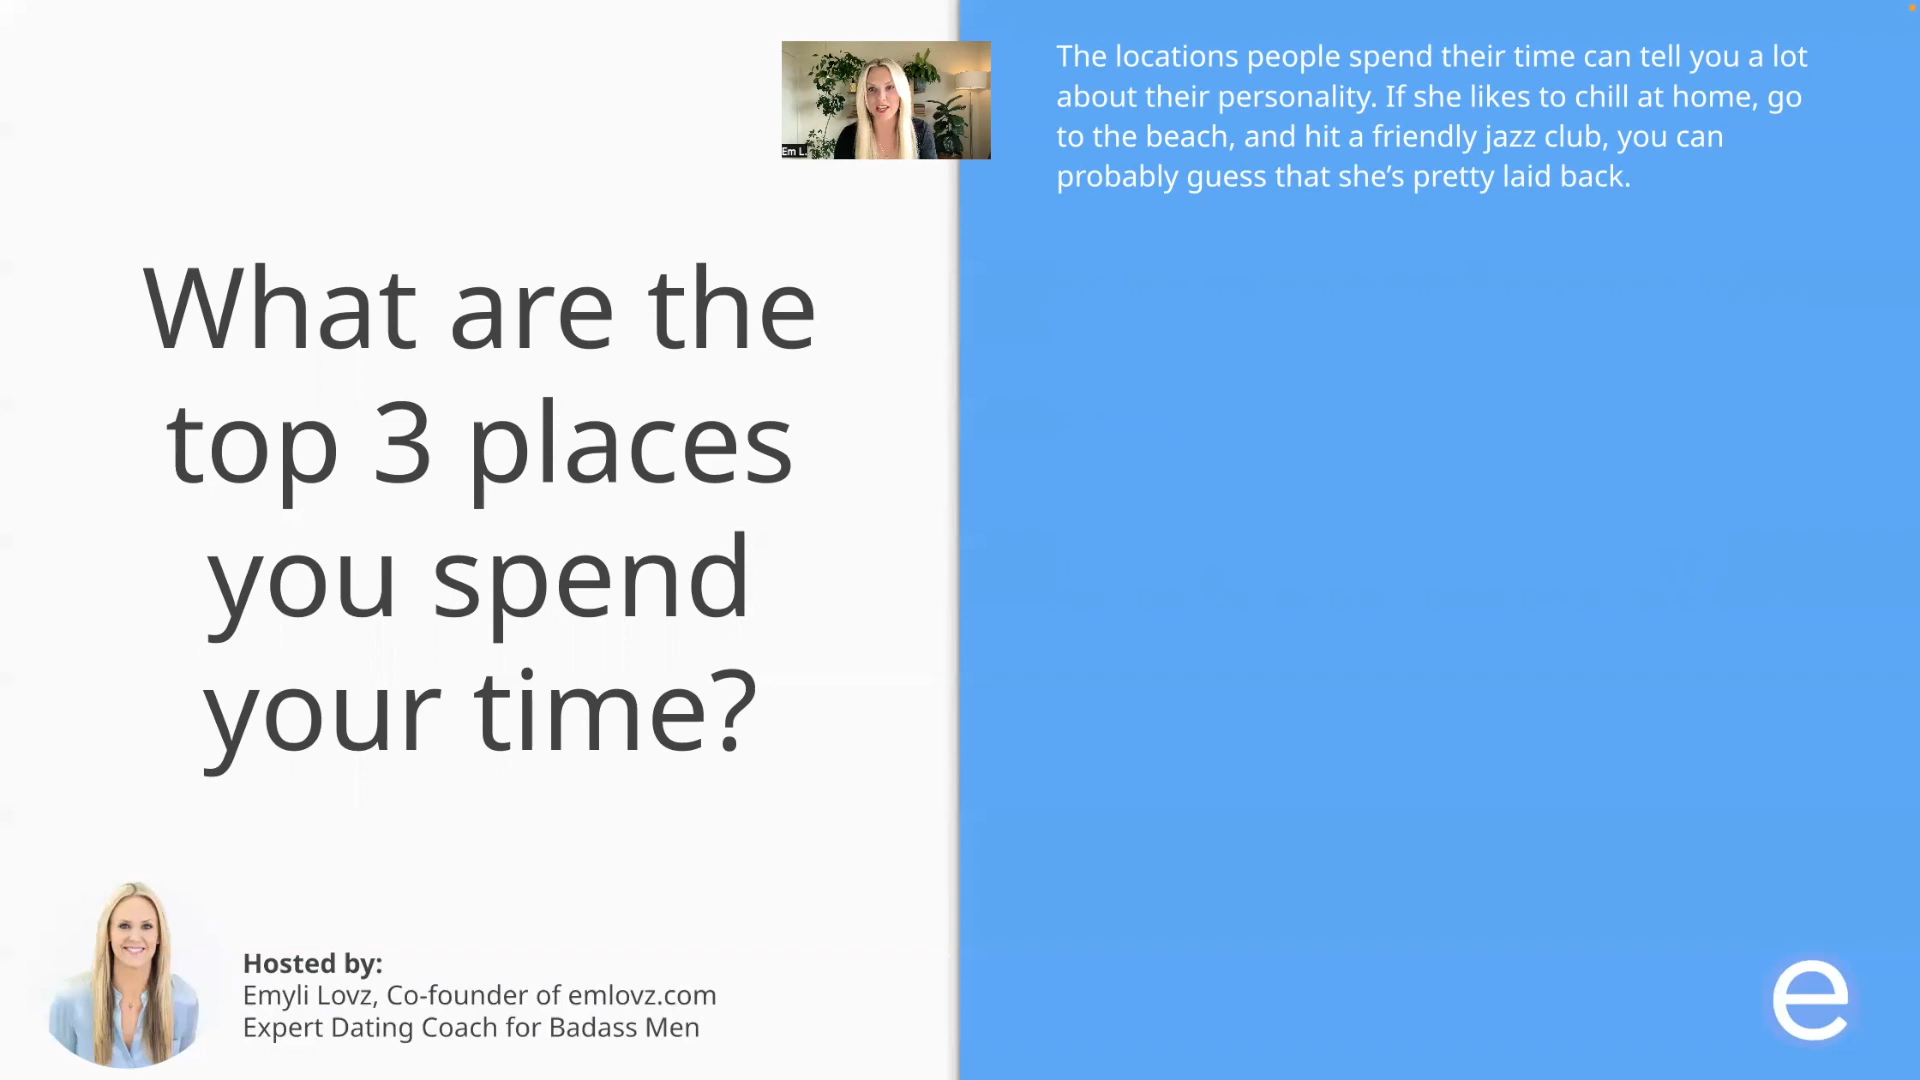 What are the
top 3 places
you spend
your time?
Em L.
The locations people spend their time can tell you a lot
about their personality. If she likes to chill at home, go
to the beach, and hit a friendly jazz club, you can
probably guess that she’s pretty laid back.
Hosted by:
Emyli Lovz, Co-founder of emlovz.com
Expert Dating Coach for Badass Men
e